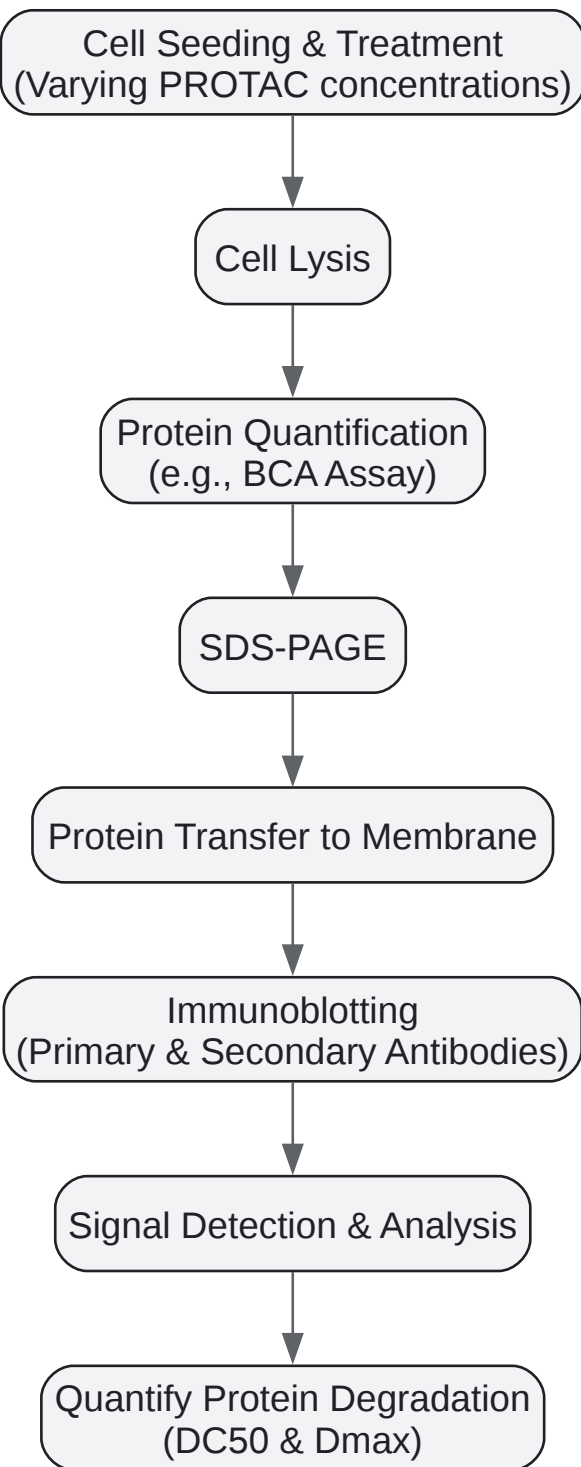 Cell Seeding & Treatment
(Varying PROTAC concentrations)
Cell Lysis
Protein Quantification
(e.g., BCA Assay)
SDS-PAGE
Protein Transfer to Membrane
Immunoblotting
(Primary & Secondary Antibodies)
Signal Detection & Analysis
Quantify Protein Degradation
(DC50 & Dmax)